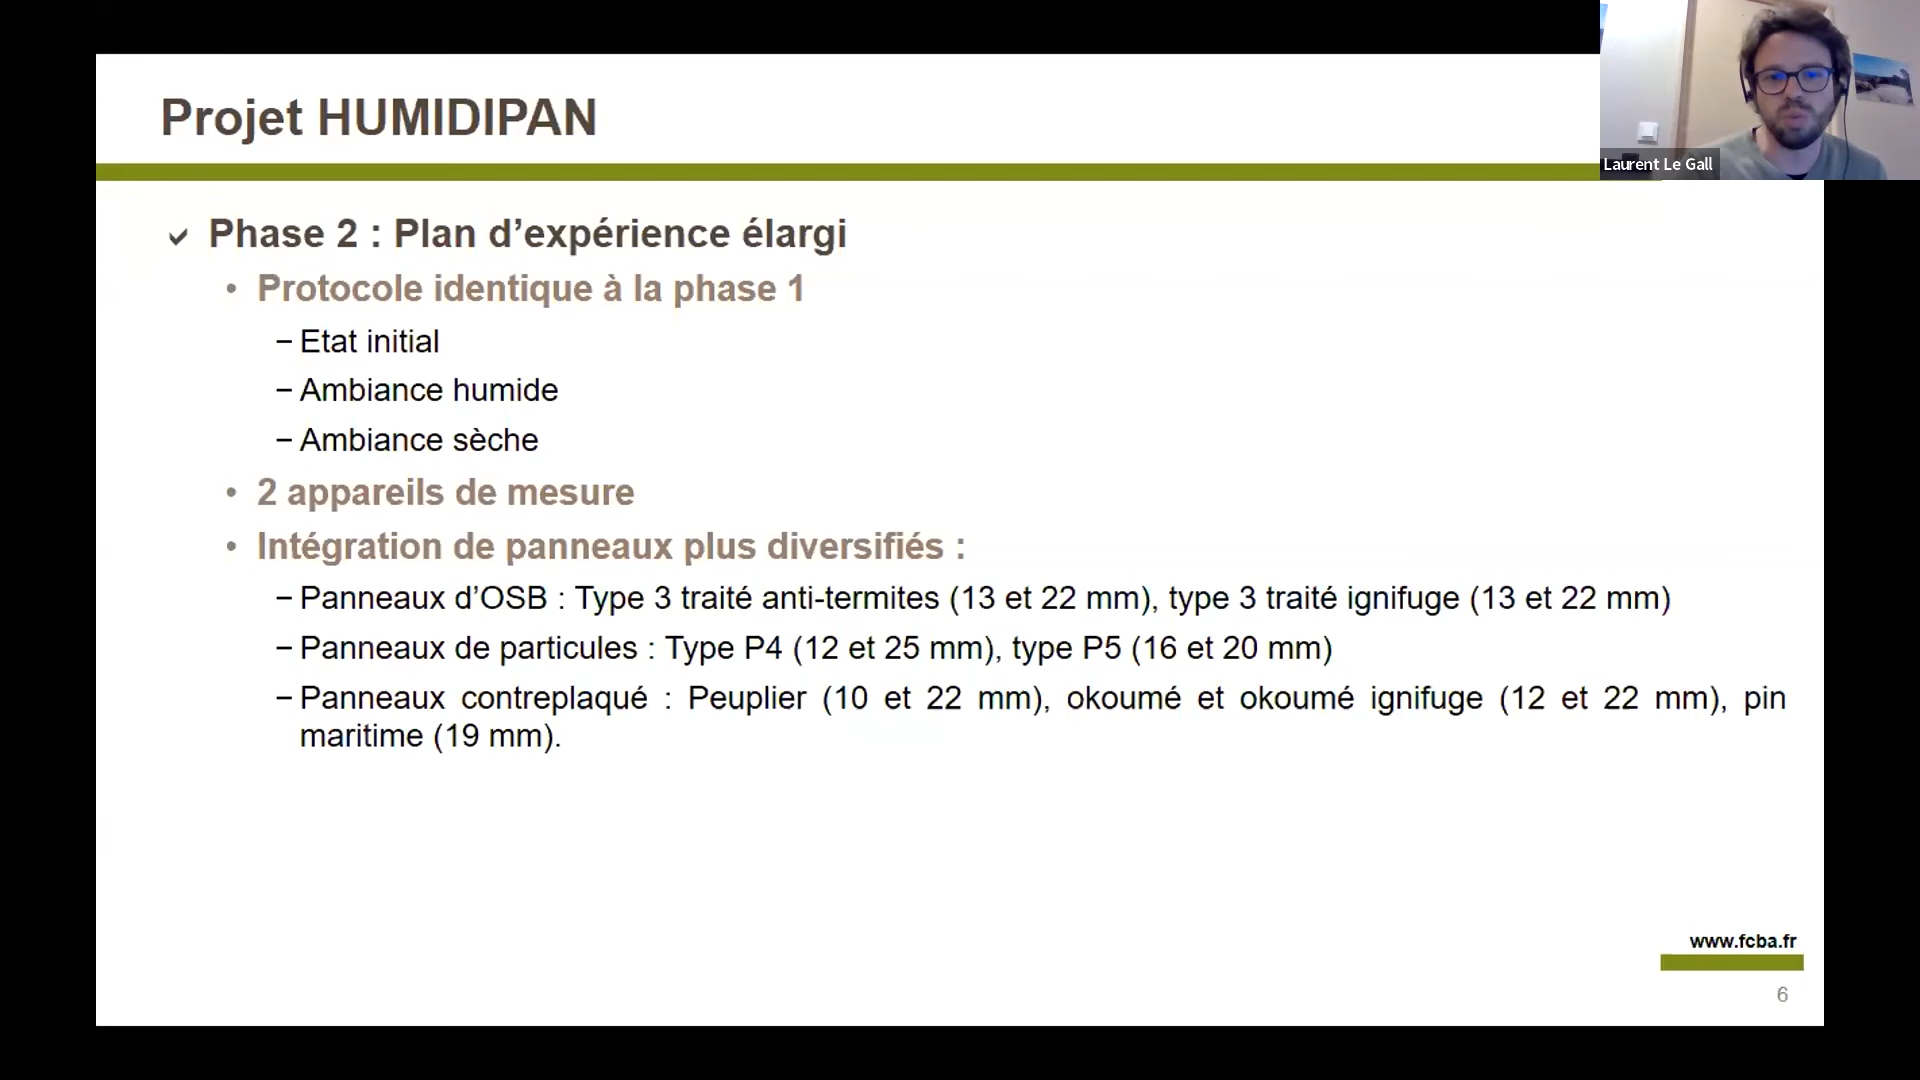 Projet HUMIDIPAN
Laurent Le Gall
Phase 2 : Plan d’expérience élargi
• Protocole identique à la phase 1
– Etat initial
– Ambiance humide
– Ambiance sèche
• 2 appareils de mesure
• Intégration de panneaux plus diversifiés :
– Panneaux d’OSB : Type 3 traité anti-termites (13 et 22 mm), type 3 traité ignifuge (13 et 22 mm)
– Panneaux de particules : Type P4 (12 et 25 mm), type P5 (16 et 20 mm)
– Panneaux contreplaqué : Peuplier (10 et 22 mm), okoumé et okoumé ignifuge (12 et 22 mm), pin
maritime (19 mm).
www.fcba.fr
6